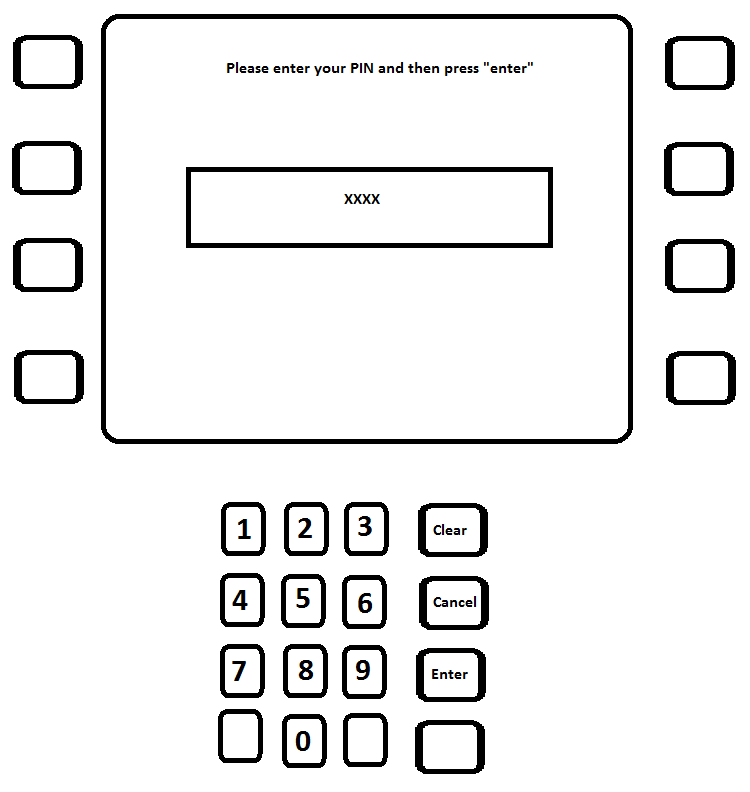 Please enter your PIN and then press "enter"
XXXX
1 2 3 Clear
4 5 6 Cancel
7 8 9 Enter
0